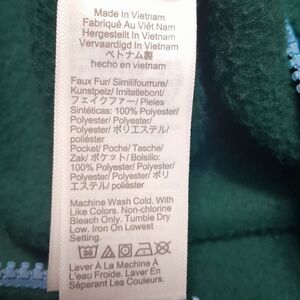 Made In Vietnam
Fabriqué Au Viêt Nam
Hergestellt In Vietnam
Vervaardigd In Vietnam
ベトナム製
hecho en vietnam
Faux Fur/ Similifourrure/
Kunstpelz/ Imitatiebont/
フェイクファー/ Pieles
Sintéticas: 100% Polyester/
Polyester/ Polyester/
Polyester/ ポリエステル/
poliéster
Pocket/ Poche/ Tasche/
Zak/ ポケット/ Bolsillo:
100% Polyester/ Polyester/
Polyester/ Polyester/ ポリ
エステル/ poliéster
Machine Wash Cold. With
Like Colors. Non-chlorine
Bleach Only. Tumble Dry
Low. Iron On Lowest
Setting.
30
Laver À La Machine À
L'eau Froide. Laver En
Séparant Les Couleurs.